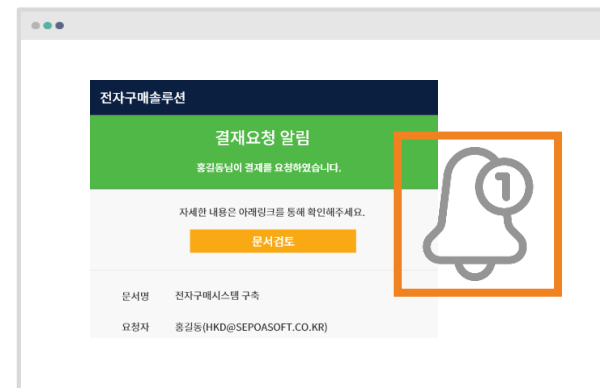 전자구매솔루션
결재요청 알림
홍길동님이 결재를 요청하였습니다.
1
자세한 내용은 아래링크를 통해 확인해주세요.
문서검토
문서명 전자구매시스템 구축
요청자 홍길동(HKD@SEPOASOFT.CO.KR)